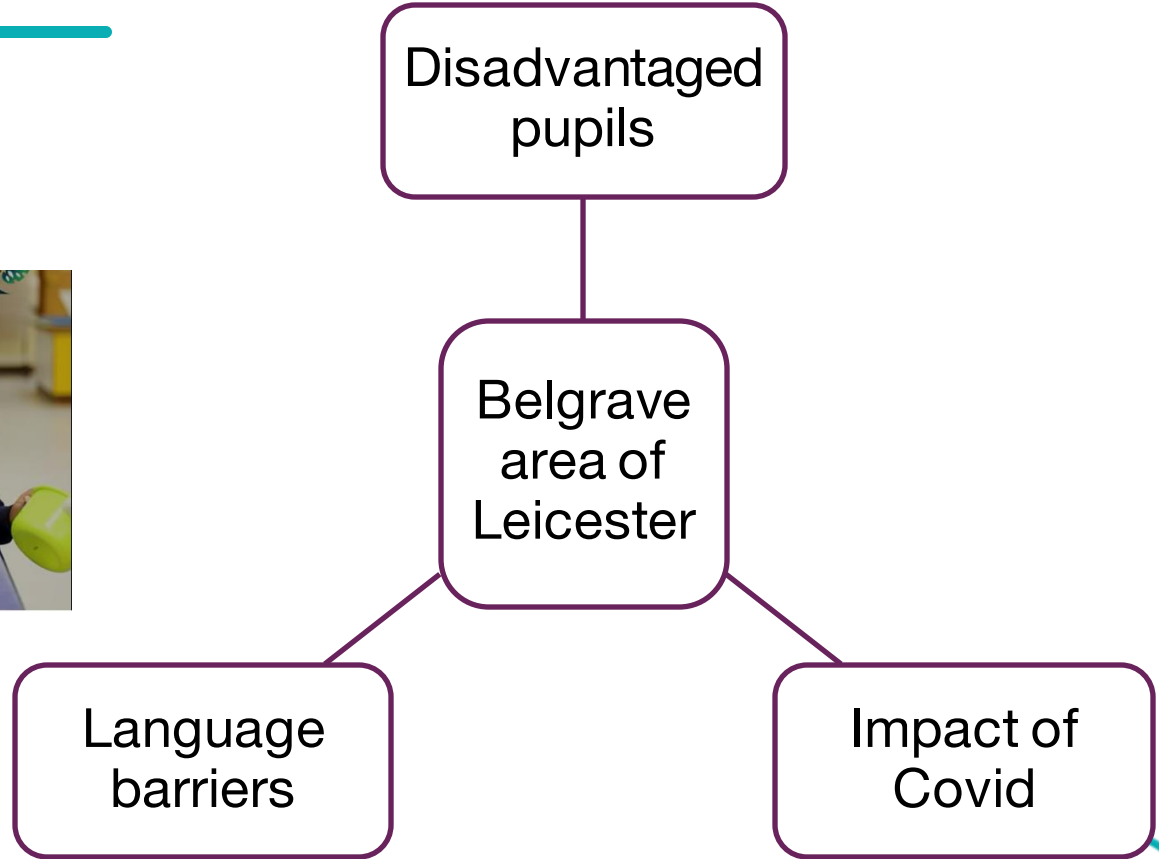 Disadvantaged
pupils
Belgrave
area of
Leicester
Language
barriers
Impact of
Covid